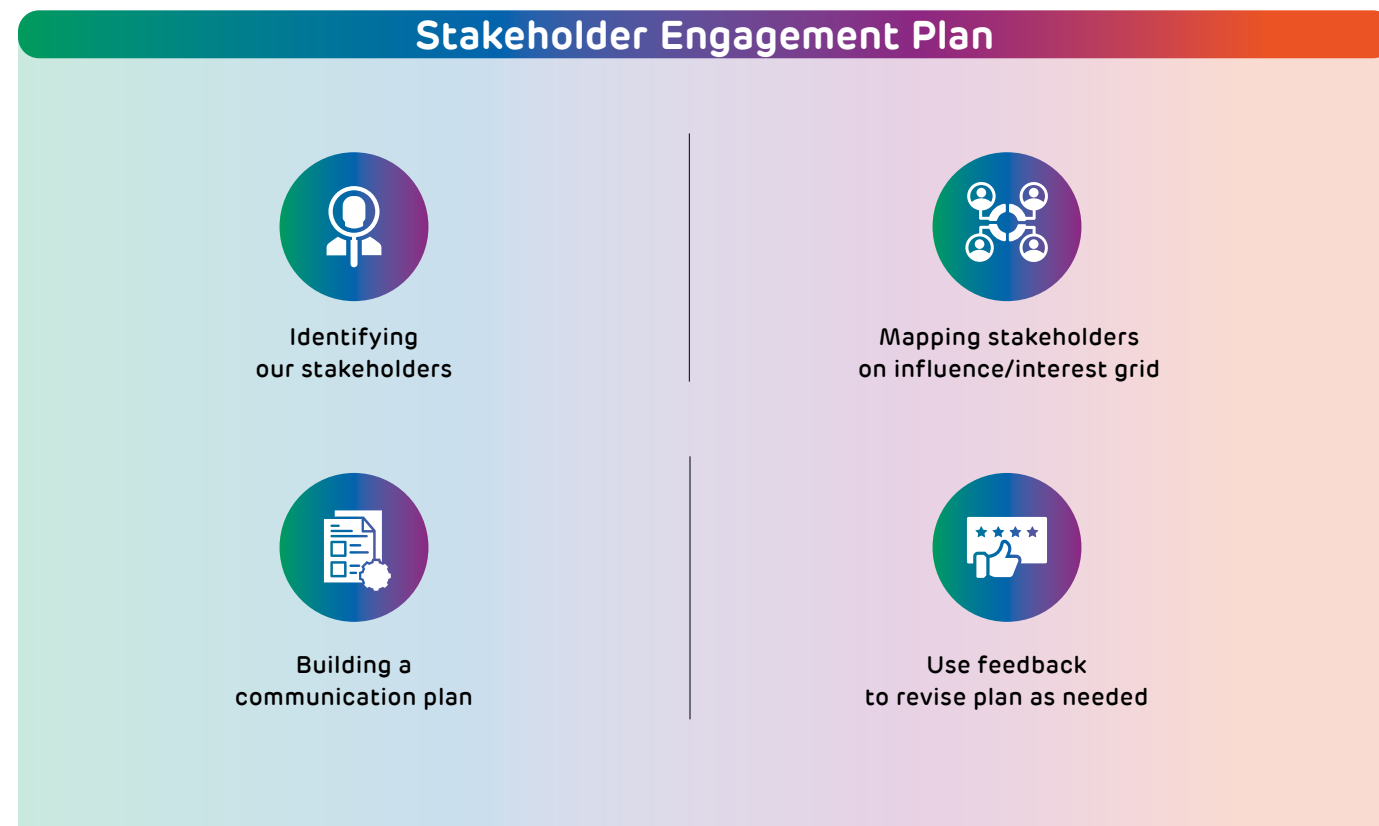 Stakeholder Engagement Plan
Identifying
our stakeholders
Mapping stakeholders
on influence/interest grid
Building a
communication plan
Use feedback
to revise plan as needed